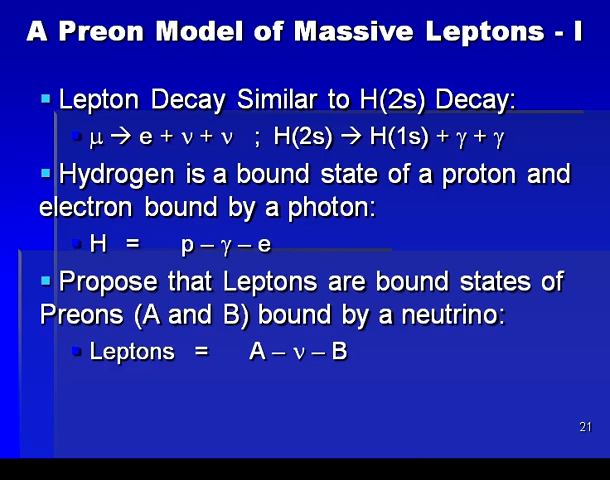 A Preon Model of Massive Leptons - I
▪ Lepton Decay Similar to H(2s) Decay:
▪ μ → e + ν + ν ; H(2s) → H(1s) + γ + γ
▪ Hydrogen is a bound state of a proton and
electron bound by a photon:
▪ H = p – γ – e
▪ Propose that Leptons are bound states of
Preons (A and B) bound by a neutrino:
▪ Leptons = A – ν – B
21